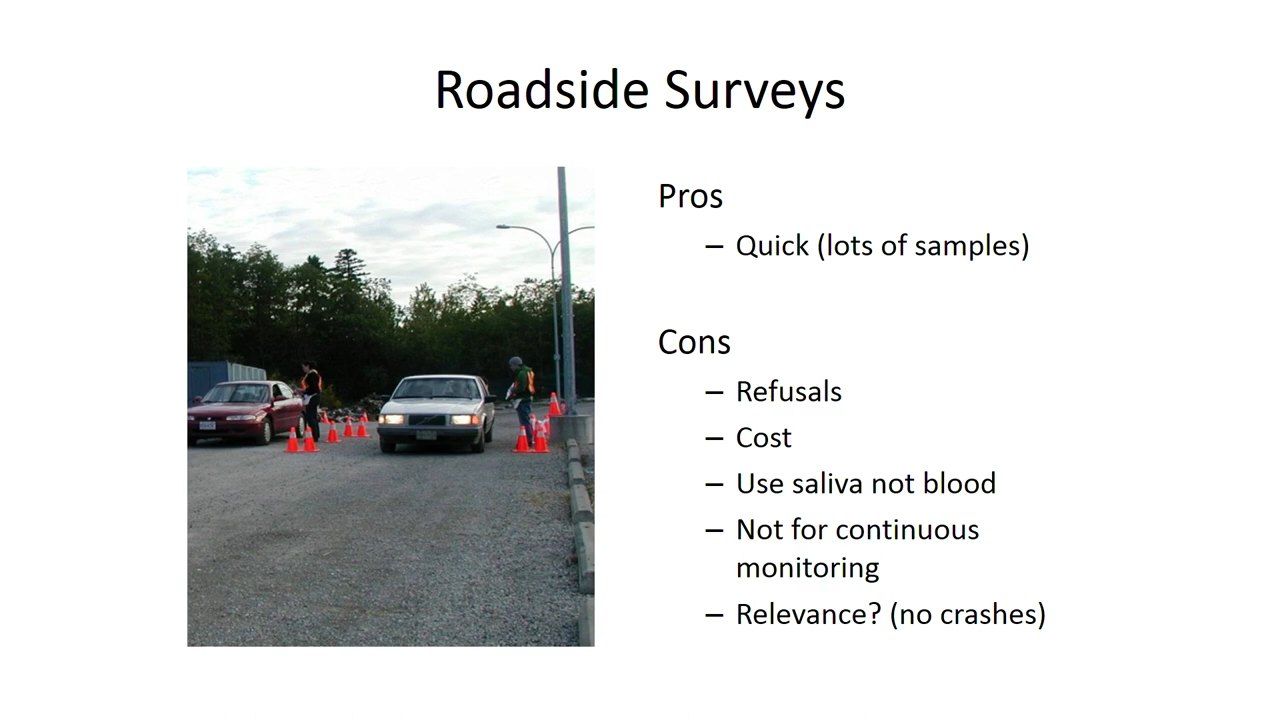 Roadside Surveys
Pros
– Quick (lots of samples)
Cons
– Refusals
– Cost
– Use saliva not blood
– Not for continuous
monitoring
– Relevance? (no crashes)